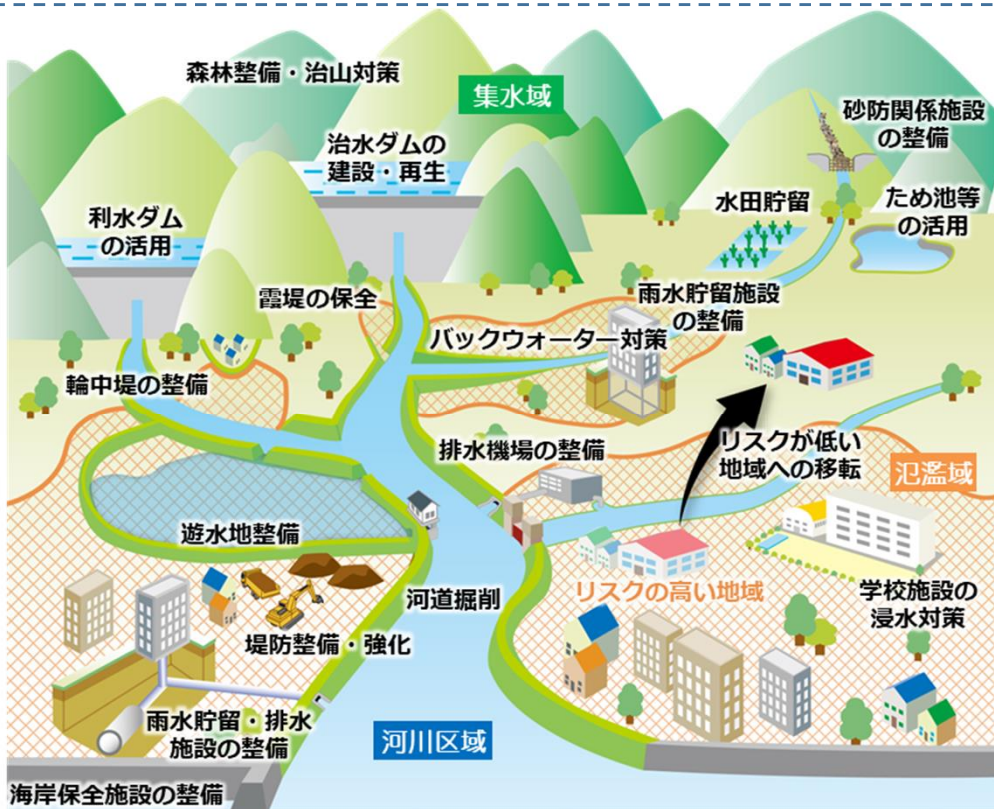 森林整備・治山対策
集水域
砂防関係施設
の整備
治水ダムの
建設・再生
水田貯留
ため池等
の活用
利水ダム
の活用
霞堤の保全
雨水貯留施設
の整備
バックウォーター対策
輪中堤の整備
排水機場の整備
リスクが低い
地域への移転
氾濫域
遊水地整備
リスクの高い地域
学校施設の
浸水対策
河道掘削
堤防整備・強化
雨水貯留・排水
施設の整備
河川区域
海岸保全施設の整備